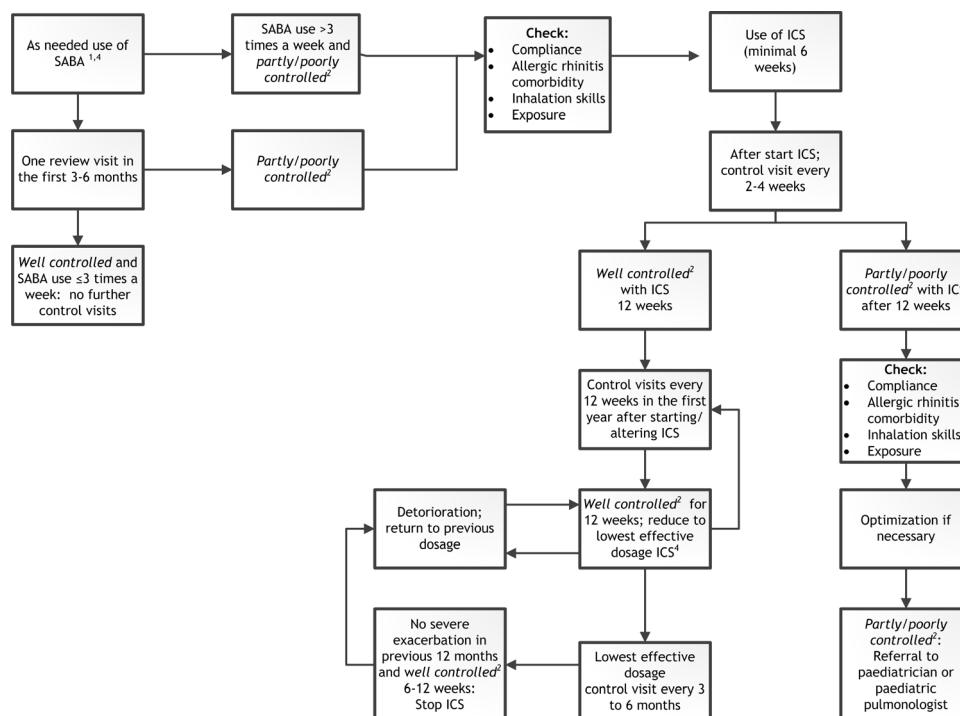 As needed use of
SABA 1,4
SABA use >3
times a week and
partly/poorly
controlled2
Check:
• Compliance
• Allergic rhinitis
comorbidity
• Inhalation skills
• Exposure
Use of ICS
(minimal 6
weeks)
One review visit in
the first 3-6 months
Partly/poorly
controlled2
After start ICS;
control visit every
2-4 weeks
Well controlled and
SABA use ≤3 times a
week: no further
control visits
Well controlled2
with ICS
12 weeks
Partly/poorly
controlled2 with ICS
after 12 weeks
Control visits every
12 weeks in the first
year after starting/
altering ICS
Check:
• Compliance
• Allergic rhinitis
comorbidity
• Inhalation skills
• Exposure
Detorioration;
return to previous
dosage
Well controlled2 for
12 weeks; reduce to
lowest effective
dosage ICS4
Optimization if
necessary
No severe
exacerbation in
previous 12 months
and well controlled2
6-12 weeks:
Stop ICS
Lowest effective
dosage
control visit every 3
to 6 months
Partly/poorly
controlled2:
Referral to
paediatrician or
paediatric
pulmonologist